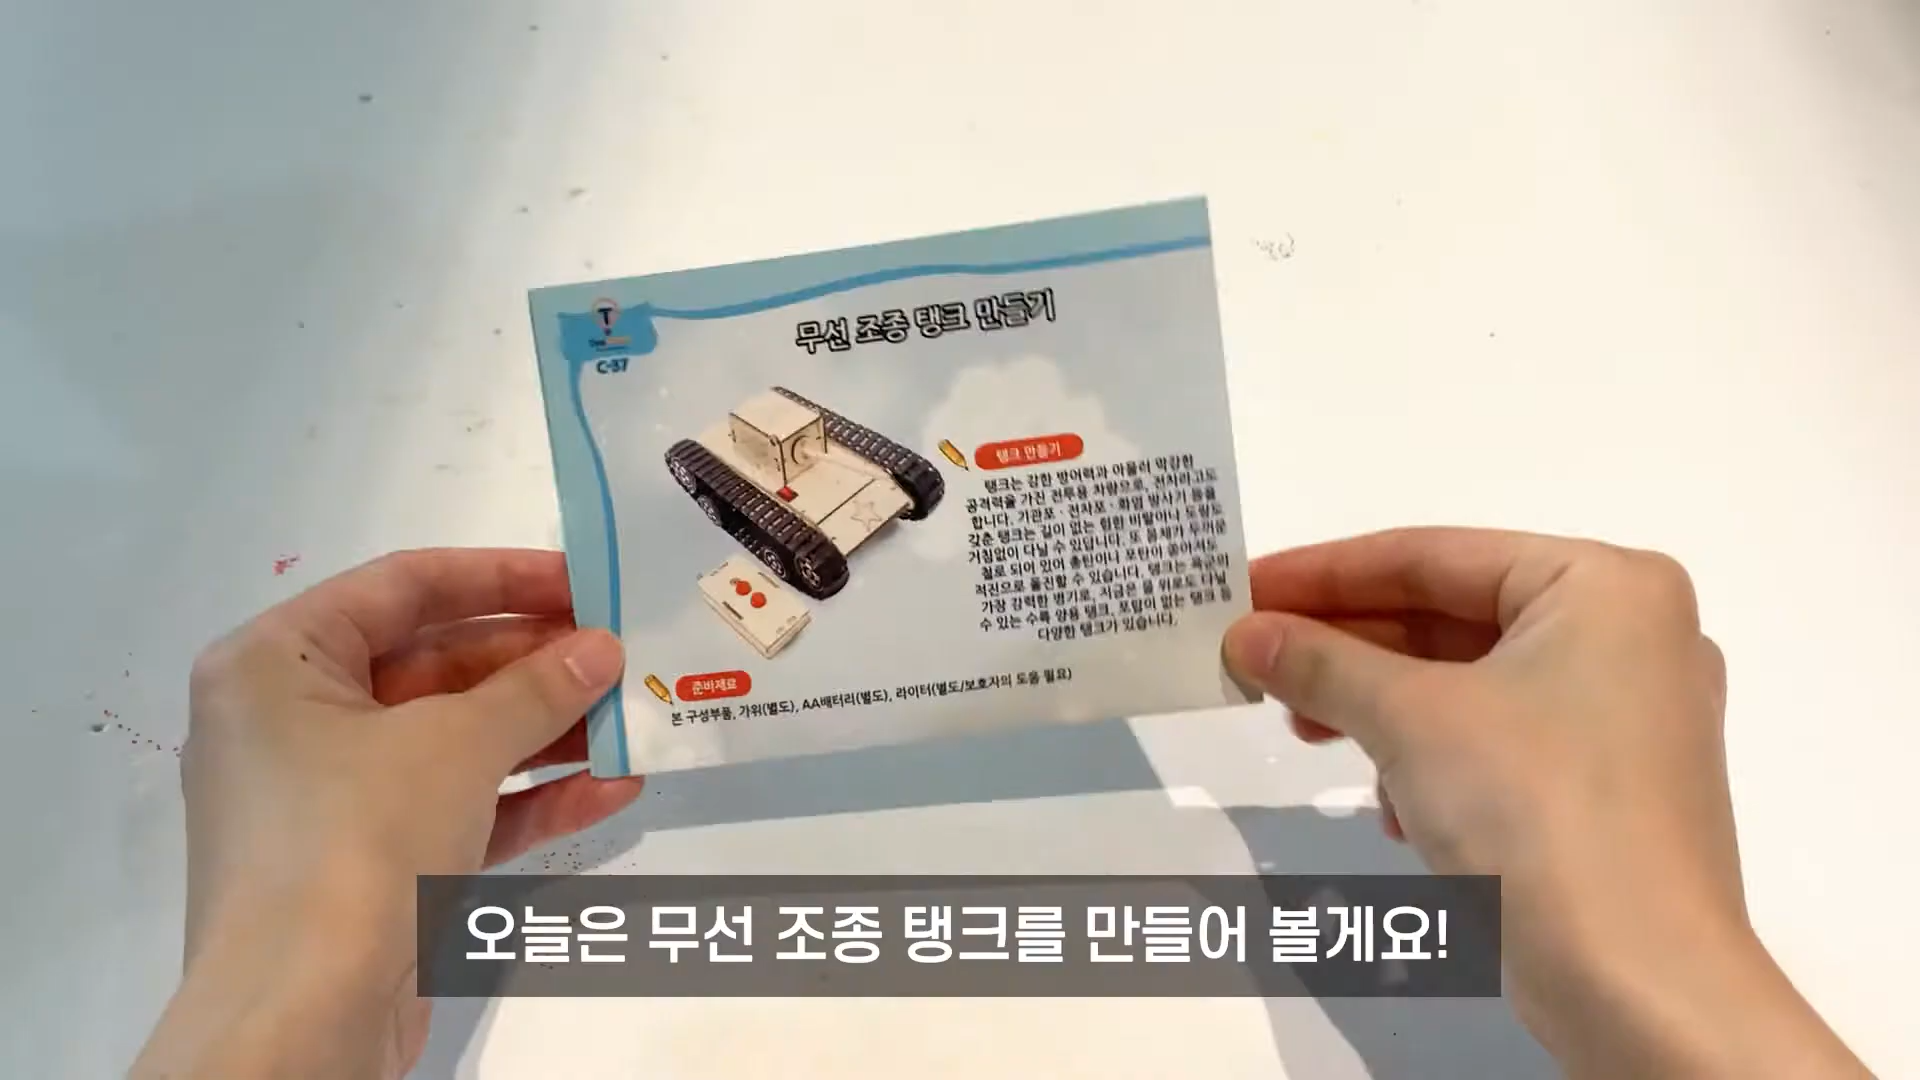 무선 조종 탱크 만들기
T
C-37
탱크 만들기
탱크는 강한 방어력과 아울러 막강한
공격력을 가진 전투용 차량으로, 전차라고도
합니다. 기관포 · 전차포 · 화염 방사기 등을
갖춘 탱크는 길이 없는 험한 비탈이나 도랑도
거침없이 다닐 수 있답니다. 또 몸체가 두꺼운
철로 되어 있어 총탄이나 포탄이 쏟아져도
적진으로 돌진할 수 있습니다. 탱크는 육군의
가장 강력한 병기로, 지금은 물 위로도 다닐
수 있는 수륙 양용 탱크, 포탑이 없는 탱크 등
다양한 탱크가 있습니다.
준비재료
본 구성부품, 가위(별도), AA배터리(별도), 라이터(별도/보호자의 도움 필요)
오늘은 무선 조종 탱크를 만들어 볼게요!